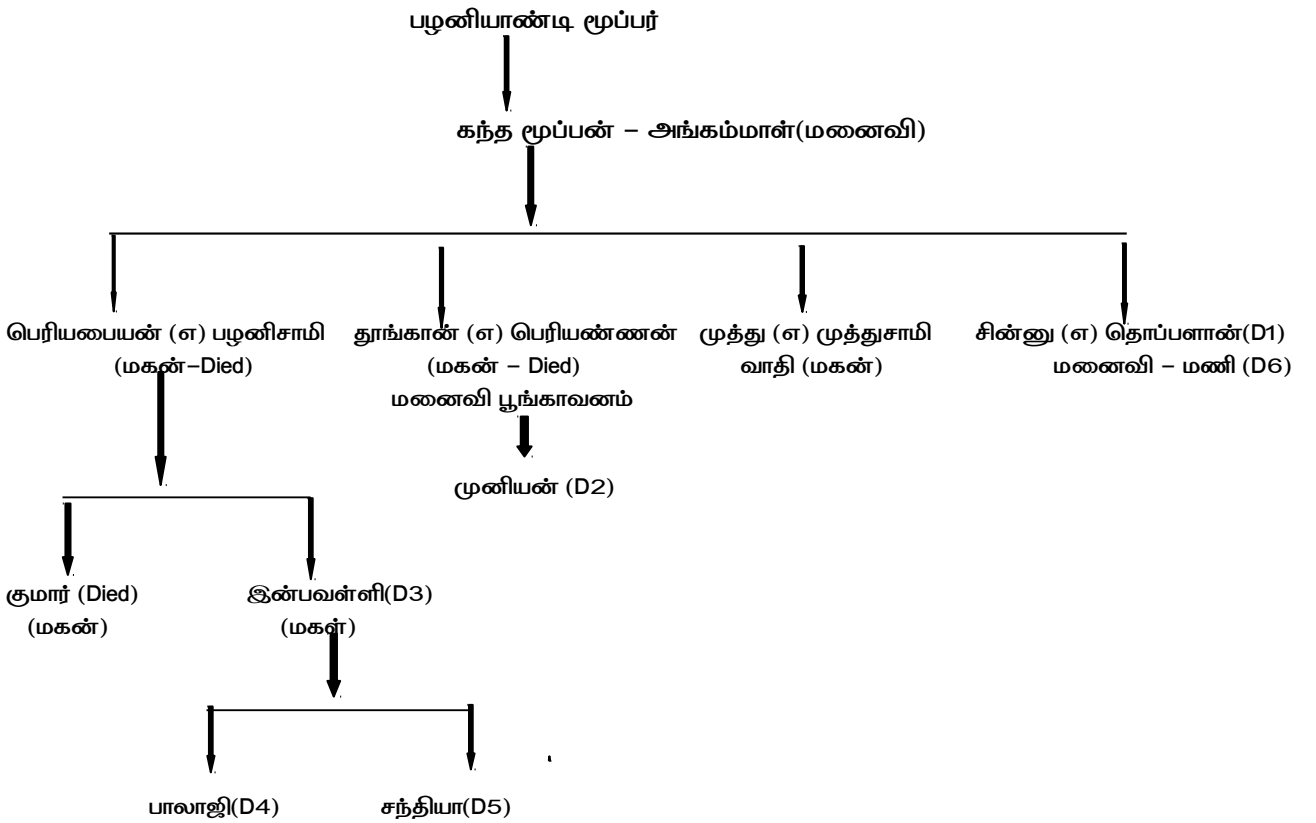 பழனியாண்டி மூப்பர்
கந்த மூப்பன் – அங்கம்மாள்(மனைவி)
பெரியபையன் (எ) பழனிசாமி
(மகன்–Died)
தூங்கான் (எ) பெரியண்ணன்
(மகன் – Died)
மனைவி பூங்காவனம்
முத்து (எ) முத்துசாமி
வாதி (மகன்)
சின்னு (எ) தொப்பளான்(D1)
மனைவி – மணி (D6)
முனியன் (D2)
குமார் (Died)
(மகன்)
இன்பவள்ளி(D3)
(மகள்)
பாலாஜி(D4)
சந்தியா(D5)